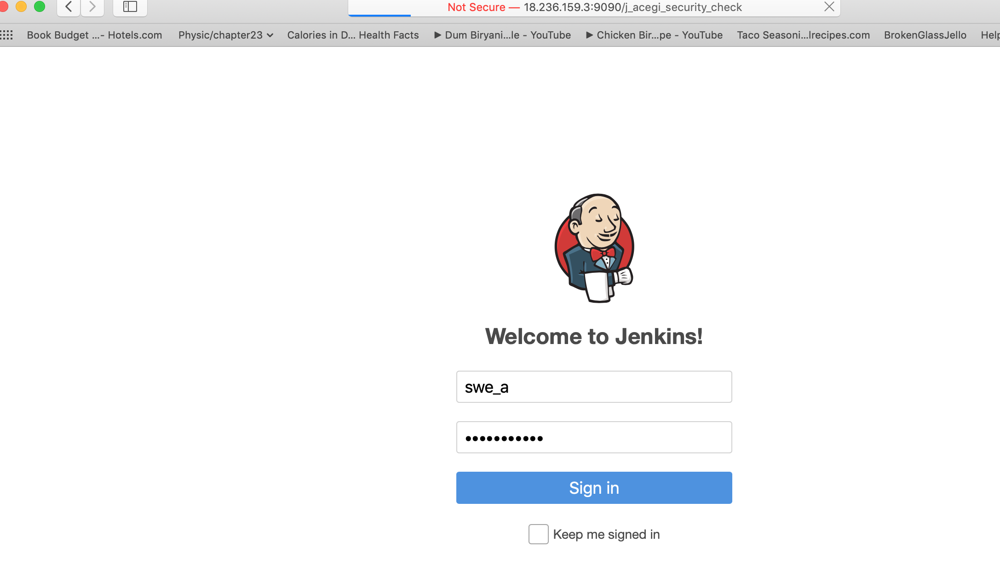 Not Secure — 18.236.159.3:9090/j_acegi_security_check
Book Budget ...- Hotels.com Physic/chapter23 Calories in D... Health Facts Dum Biryani...le - YouTube Chicken Bir...pe - YouTube Taco Seasoni...lrecipes.com BrokenGlassJello Help
Welcome to Jenkins!
swe_a
•••••••••••
Sign in
Keep me signed in